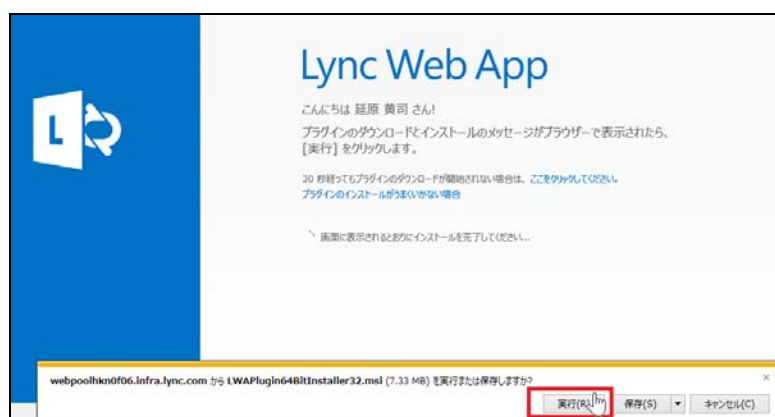 Lync Web App
こんにちは 延原 黄司 さん!
プラグインのダウンロードとインストールのメッセージがブラウザーで表示されたら、
[実行] をクリックします。
30 秒経ってもプラグインのダウンロードが開始されない場合は、ここをクリックしてください。
プラグインのインストールがうまくいかない場合
L
画面に表示されるとおりにインストールを完了してください...
webpoolhkn0f06.infra.lync.com から LWAPlugin64BitInstaller32.msi (7.33 MB) を実行または保存しますか?
×
実行(R) 保存(S) ▼ キャンセル(C)